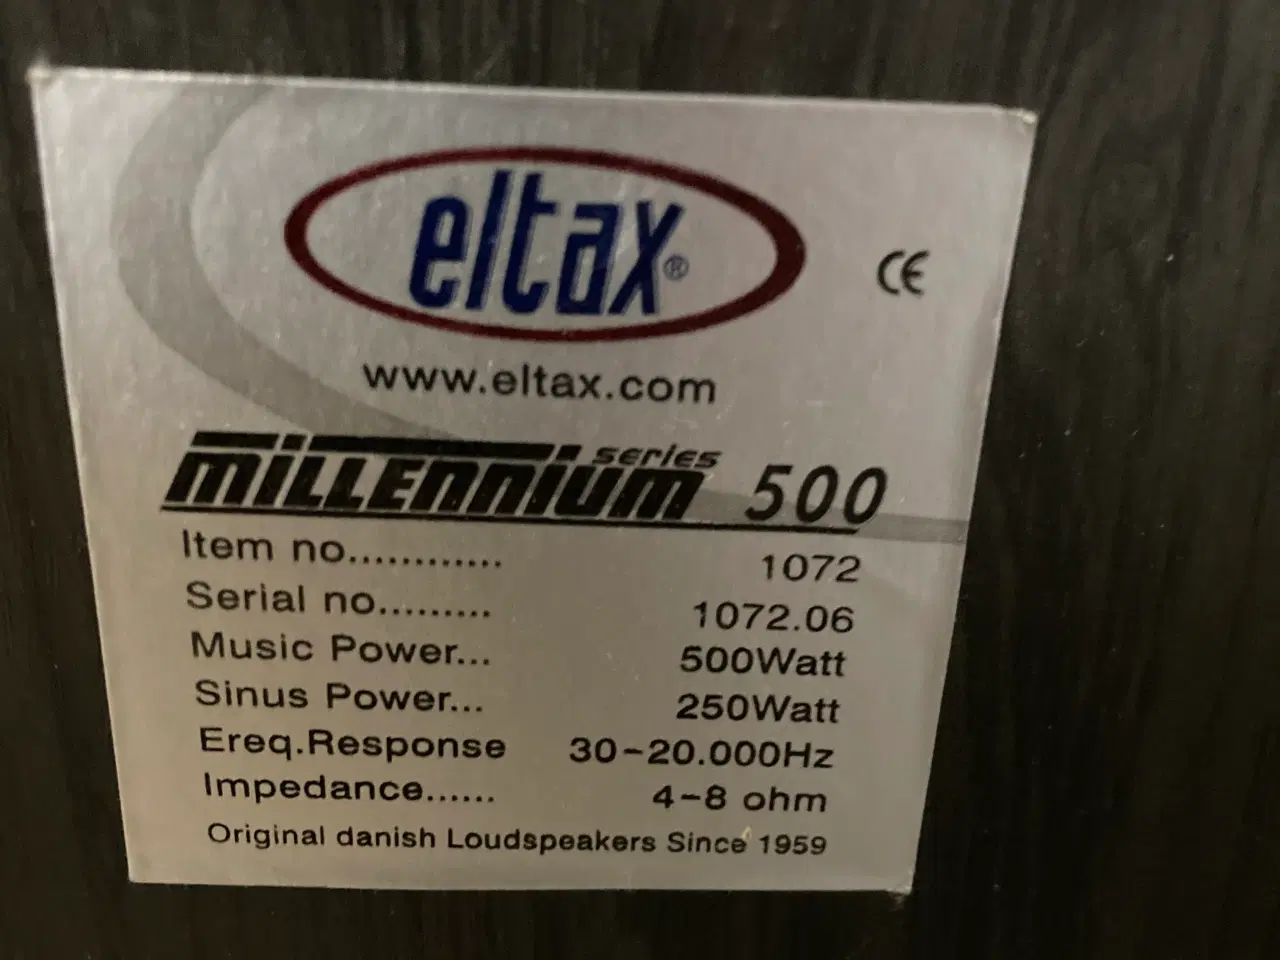 eltax®
CE
www.eltax.com
MILLENNIUM series 500
Item no............ 1072
Serial no......... 1072.06
Music Power... 500Watt
Sinus Power... 250Watt
Ereq.Response 30-20.000Hz
Impedance...... 4-8 ohm
Original danish Loudspeakers Since 1959